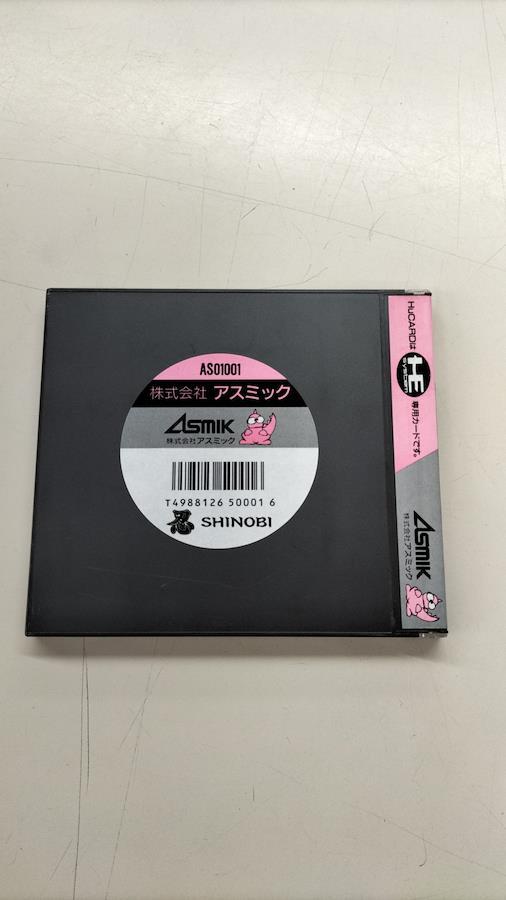 AS01001
株式会社 アスミック
ASMIK
株式会社 アスミック
T4988126 50001 6
忍 SHINOBI
HuCARDは
HE
SYSTEM
専用カードです。
ASMIK
株式会社アスミック